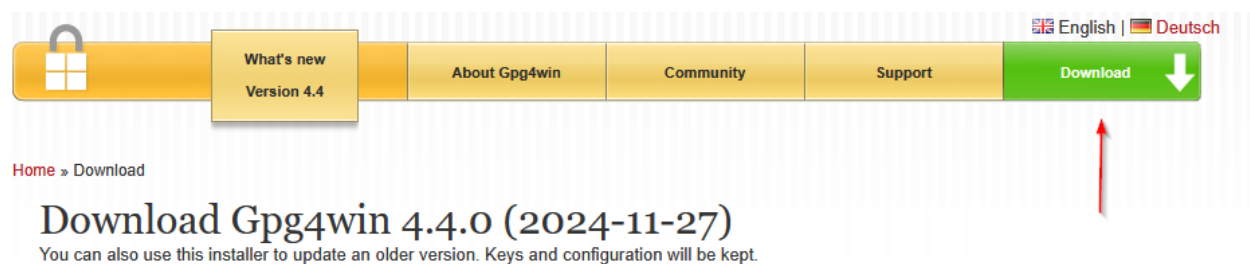 English | Deutsch
What's new
Version 4.4
About Gpg4win
Community
Support
Download
Home » Download
Download Gpg4win 4.4.0 (2024-11-27)
You can also use this installer to update an older version. Keys and configuration will be kept.